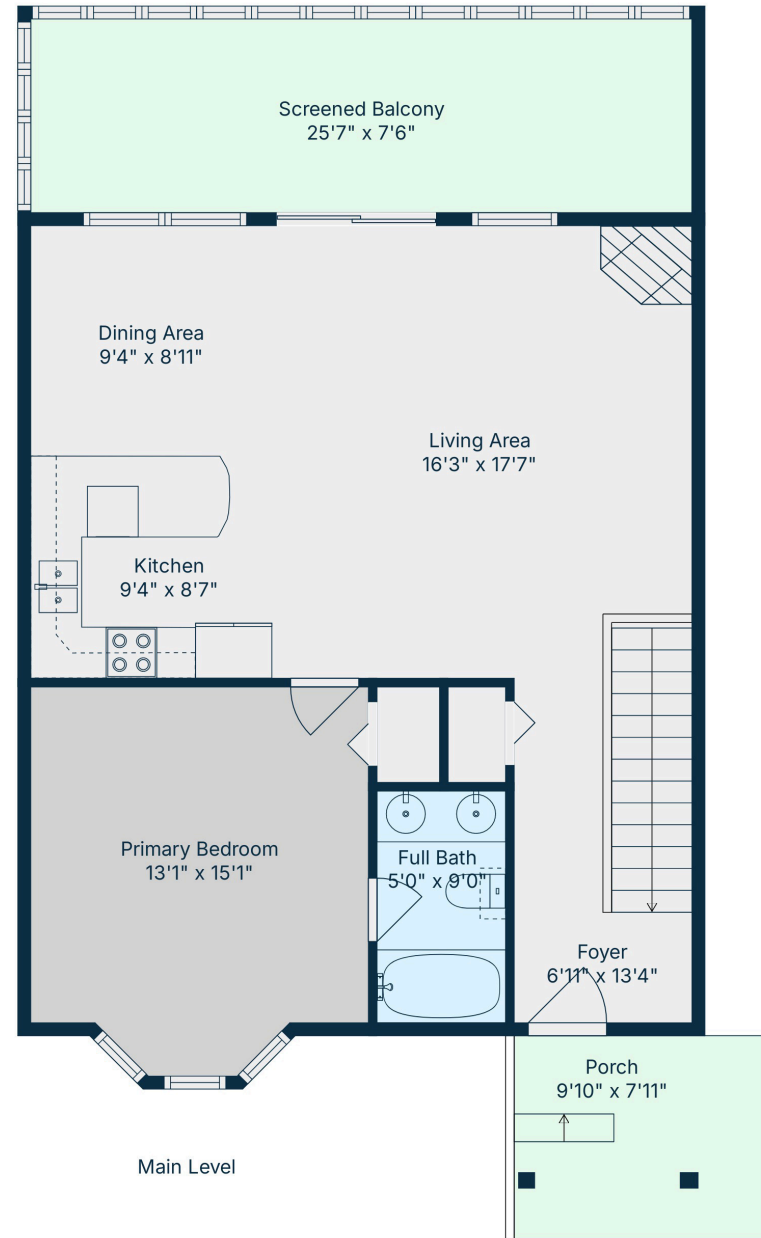 Screened Balcony
25'7" x 7'6"
Dining Area
9'4" x 8'11"
Living Area
16'3" x 17'7"
Kitchen
9'4" x 8'7"
Primary Bedroom
13'1" x 15'1"
Full Bath
5'0" x 9'0"
Foyer
6'11" x 13'4"
Porch
9'10" x 7'11"
Main Level